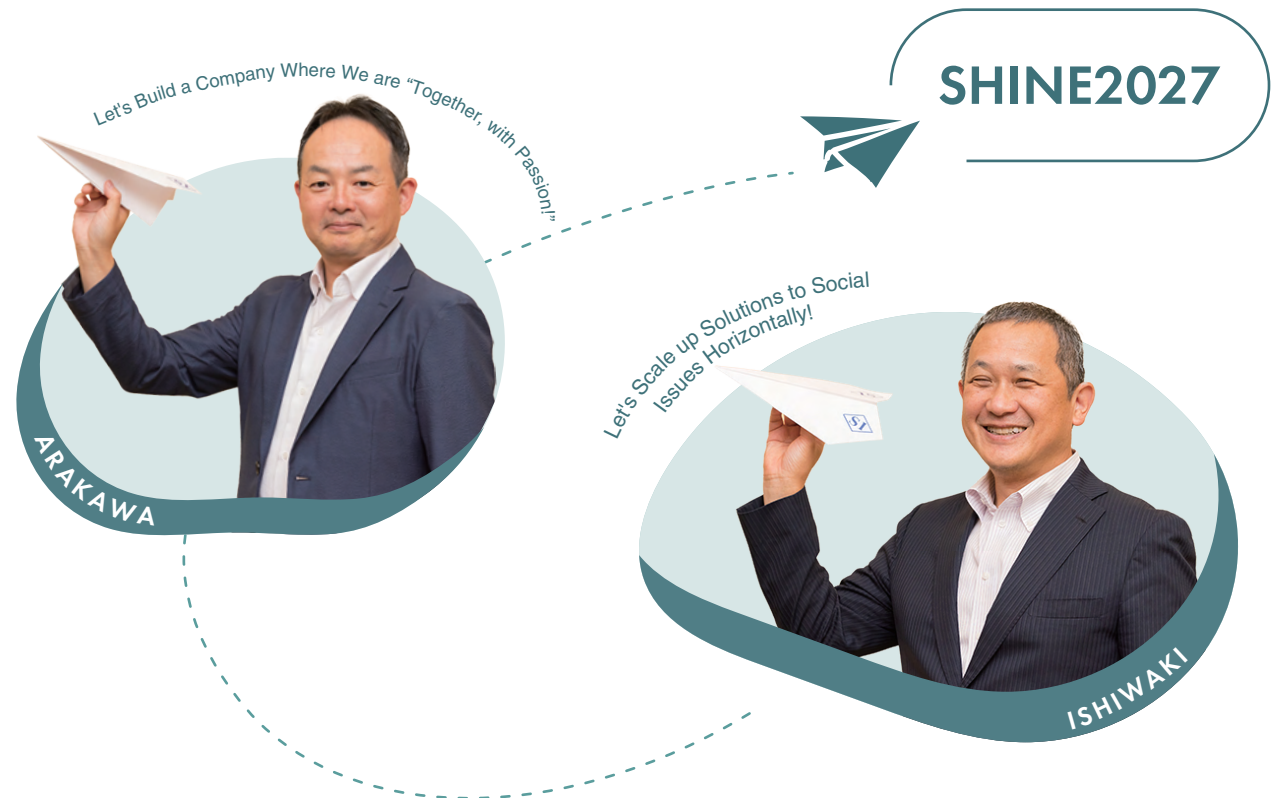 SHINE2027
Let's Build a Company Where We are “Together, with Passion!”
ARAKAWA
Let's Scale up Solutions to Social
Issues Horizontally!
ISHIWAKI